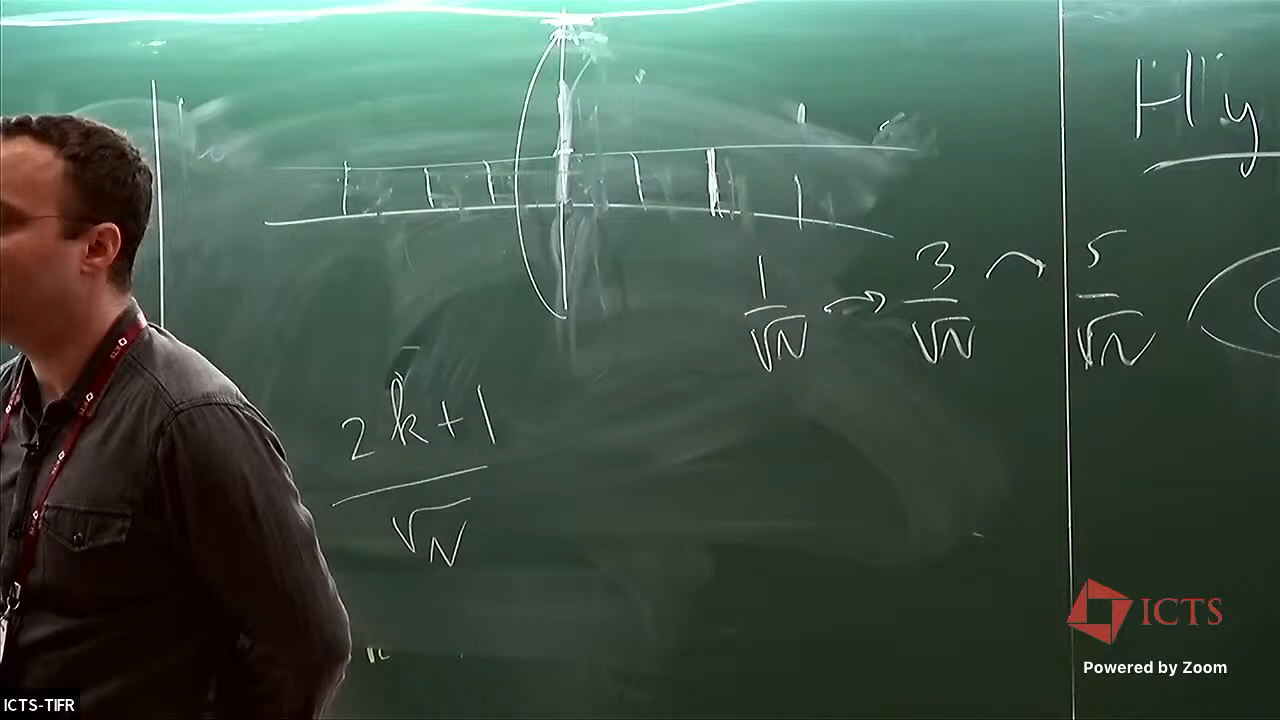 H|y
1/√N → 3/√N → 5/√N
2k+1/√N
ICTS
Powered by Zoom
ICTS-TIFR